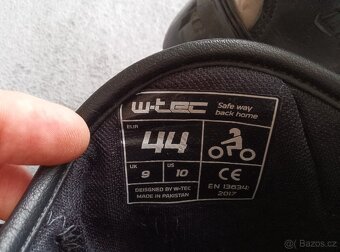 W-TEC
Safe way
back home
EUR
44
UK
9
US
10
CE
EN 13634:
2017
DESIGNED BY W-TEC
MADE IN PAKISTAN
Bazoš.cz